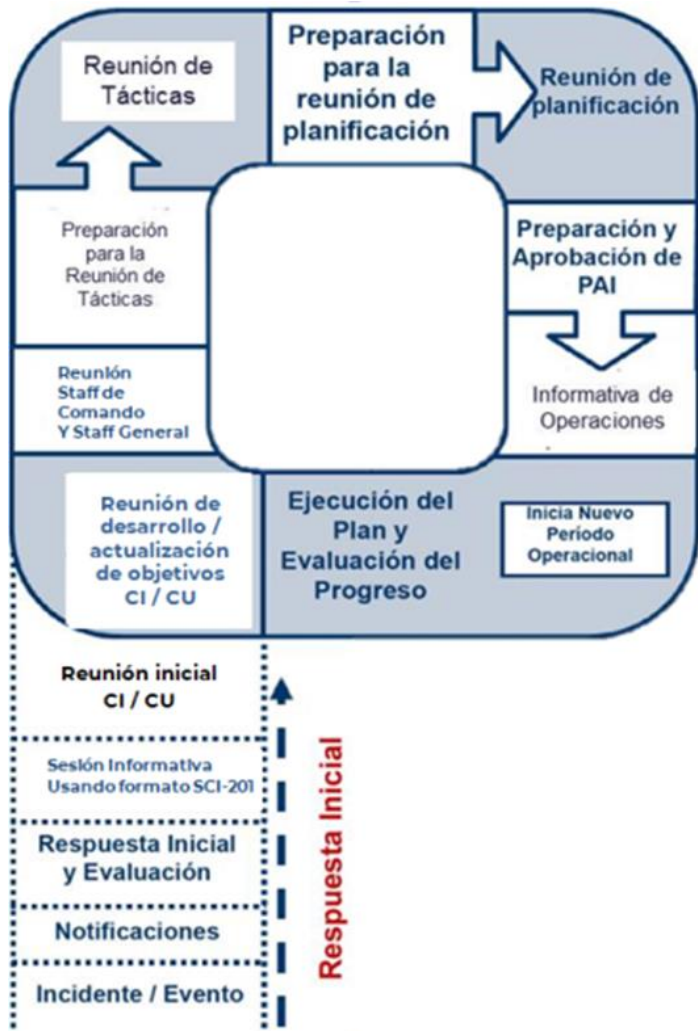 Reunión de
Tácticas
Preparación
para la
reunión de
planificación
Reunión de
planificación
Preparación
para la
Reunión de
Tácticas
Preparación y
Aprobación de
PAI
Reunión
Staff de
Comando
Y Staff General
Informativa de
Operaciones
Reunión de
desarrollo /
actualización
de objetivos
CI / CU
Ejecución del
Plan y
Evaluación del
Progreso
Inicia Nuevo
Período
Operacional
Reunión inicial
CI / CU
Sesión Informativa
Usando formato SCI-201
Respuesta Inicial
y Evaluación
Notificaciones
Incidente / Evento
Respuesta Inicial